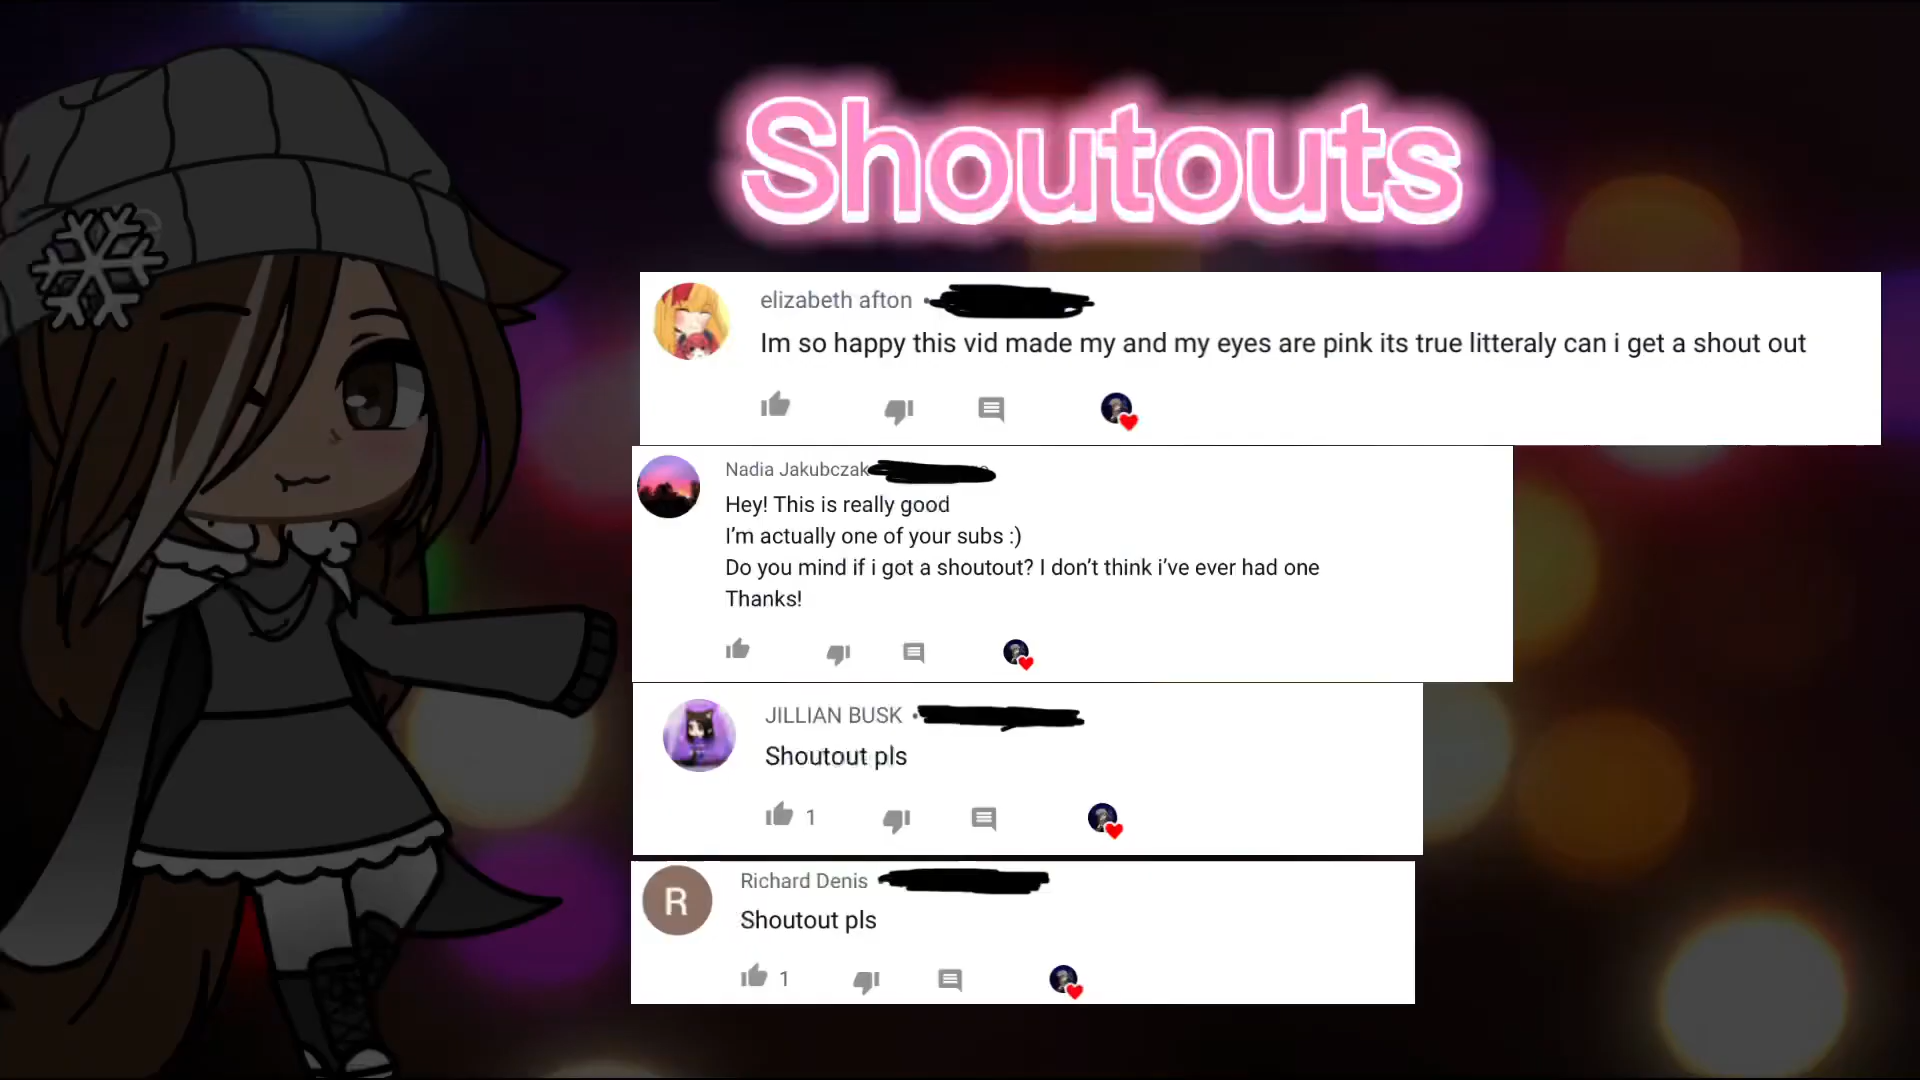 Shoutouts
elizabeth afton •
Im so happy this vid made my and my eyes are pink its true litteraly can i get a shout out
Nadia Jakubczak
Hey! This is really good
I’m actually one of your subs :)
Do you mind if i got a shoutout? I don’t think i’ve ever had one
Thanks!
JILLIAN BUSK •
Shoutout pls
1
R
Richard Denis
Shoutout pls
1